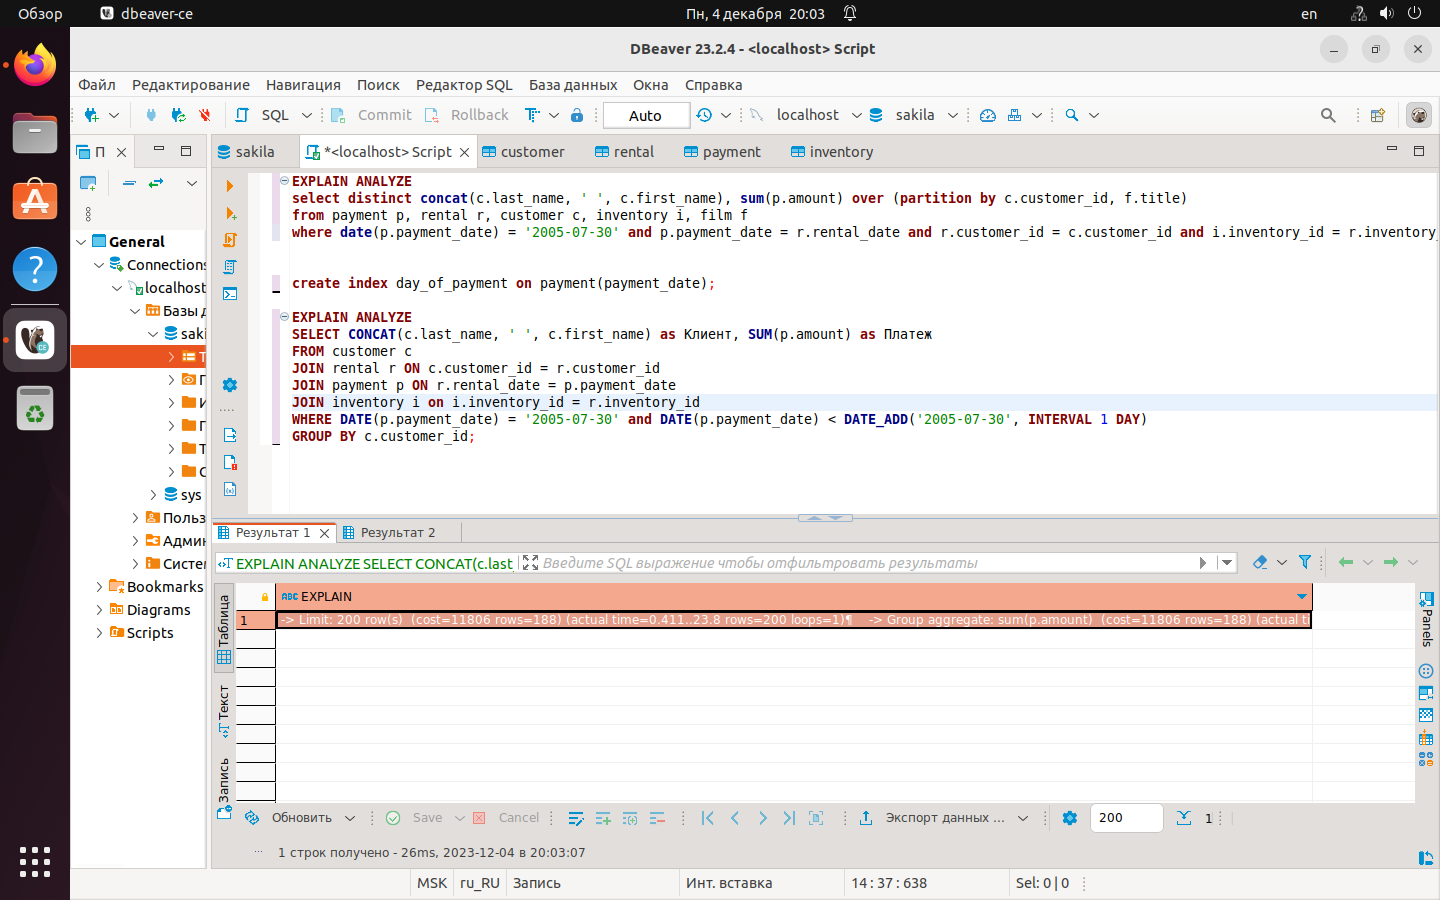 Обзор
dbeaver-ce
Пн, 4 декабря 20:03
en
DBeaver 23.2.4 - <localhost> Script
Файл Редактирование Навигация Поиск Редактор SQL База данных Окна Справка
SQL Commit Rollback Auto localhost sakila
П
sakila *<localhost> Script customer rental payment inventory
General
Connections
localhost
Базы д
saki
Т
П
И
П
Т
С
sys
Польз
Админ
Систем
Bookmarks
Diagrams
Scripts
EXPLAIN ANALYZE
select distinct concat(c.last_name, ' ', c.first_name), sum(p.amount) over (partition by c.customer_id, f.title)
from payment p, rental r, customer c, inventory i, film f
where date(p.payment_date) = '2005-07-30' and p.payment_date = r.rental_date and r.customer_id = c.customer_id and i.inventory_id = r.inventory_
create index day_of_payment on payment(payment_date);
EXPLAIN ANALYZE
SELECT CONCAT(c.last_name, ' ', c.first_name) as Клиент, SUM(p.amount) as Платеж
FROM customer c
JOIN rental r ON c.customer_id = r.customer_id
JOIN payment p ON r.rental_date = p.payment_date
JOIN inventory i on i.inventory_id = r.inventory_id
WHERE DATE(p.payment_date) = '2005-07-30' and DATE(p.payment_date) < DATE_ADD('2005-07-30', INTERVAL 1 DAY)
GROUP BY c.customer_id;
Результат 1 Результат 2
EXPLAIN ANALYZE SELECT CONCAT(c.last_
Введите SQL выражение чтобы отфильтровать результаты
ABC EXPLAIN
1 -> Limit: 200 row(s) (cost=11806 rows=188) (actual time=0.411..23.8 rows=200 loops=1)¶ -> Group aggregate: sum(p.amount) (cost=11806 rows=188) (actual ti
Таблица
Текст
Запись
Panels
Обновить Save Cancel Экспорт данных ... 200 1
1 строк получено - 26ms, 2023-12-04 в 20:03:07
MSK ru_RU Запись Инт. вставка 14 : 37 : 638 Sel: 0 | 0